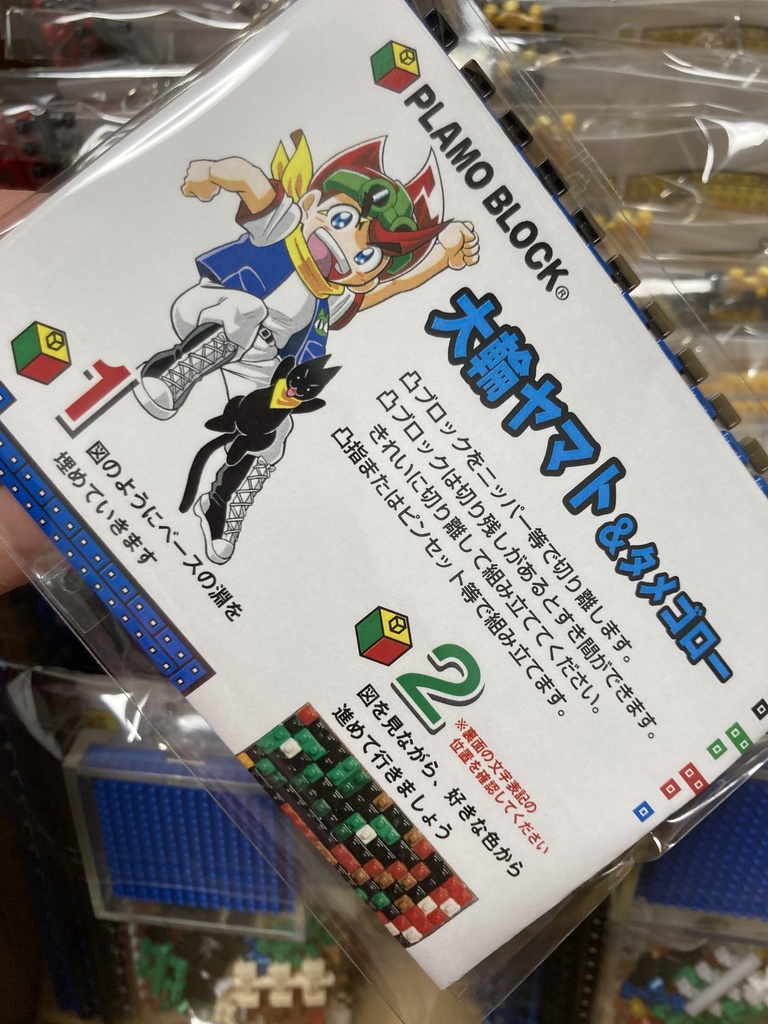 PLAMO BLOCK®
大輪ヤマト&タメゴロー
凸ブロックをニッパー等で切り離します。
凸ブロックは切り残しがあるとすき間ができます。
きれいに切り離して組み立ててください。
凸指またはピンセット等で組み立てます。
1
図のようにベースの淵を
埋めていきます
2
※裏面の文字表記の
位置を確認してください
図を見ながら、好きな色から
進めて行きましょう